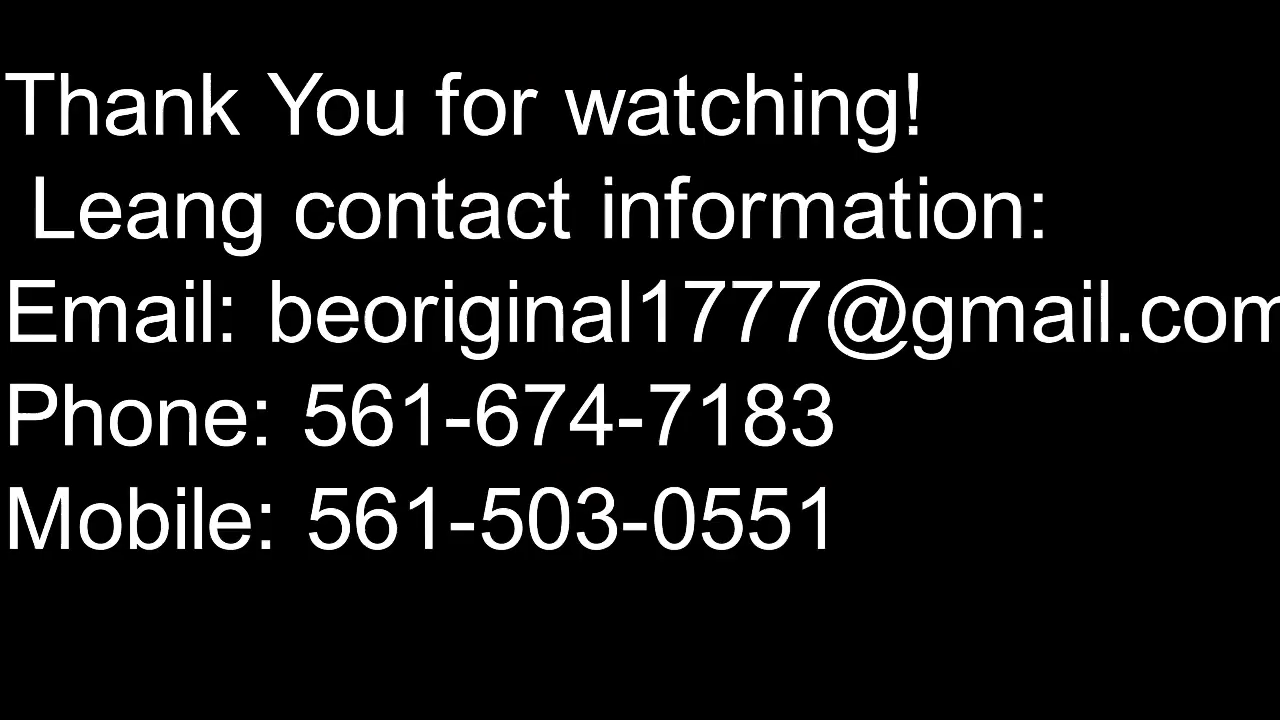 Thank You for watching!
Leang contact information:
Email: beoriginal1777@gmail.com
Phone: 561-674-7183
Mobile: 561-503-0551